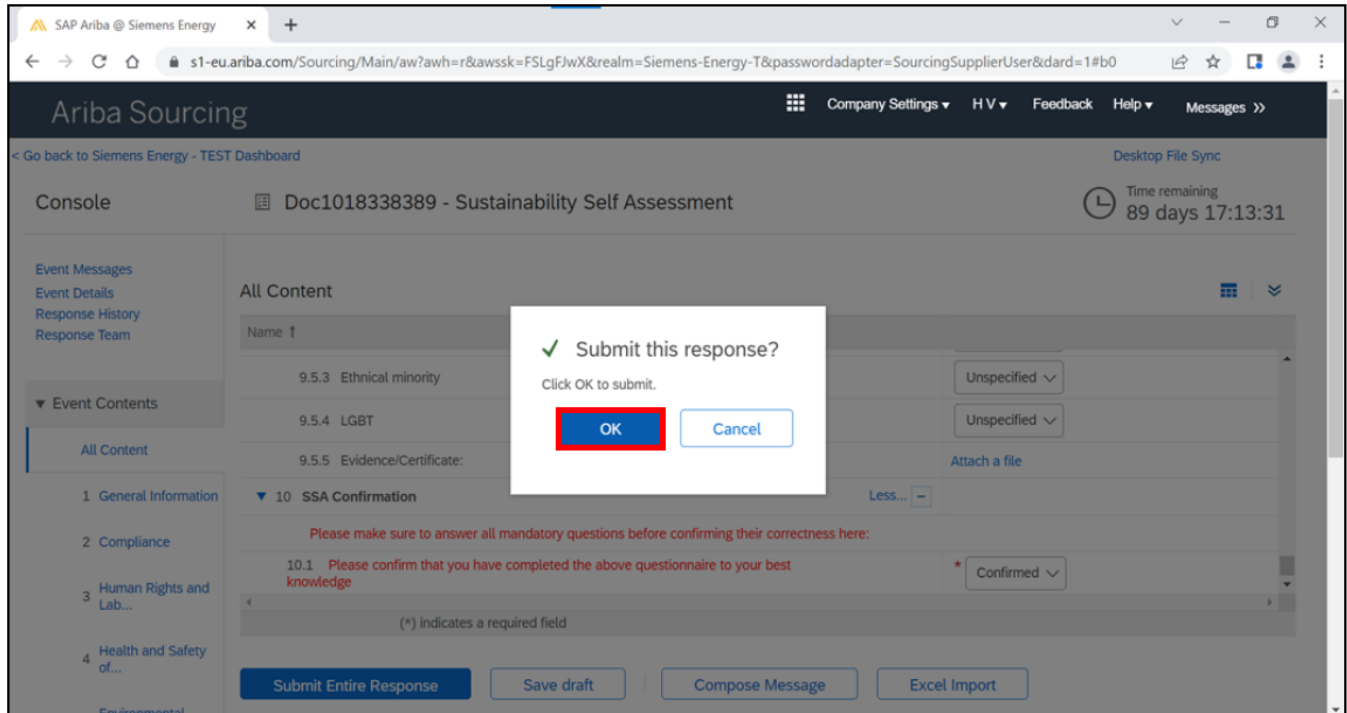 SAP Ariba @ Siemens Energy
s1-eu.ariba.com/Sourcing/Main/aw?awh=r&awssk=FSLgFJwX&realm=Siemens-Energy-T&passwordadapter=SourcingSupplierUser&dard=1#b0
Ariba Sourcing
Company Settings ▾ H V ▾ Feedback Help ▾ Messages >>
< Go back to Siemens Energy - TEST Dashboard
Desktop File Sync
Console
Doc1018338389 - Sustainability Self Assessment
Time remaining
89 days 17:13:31
Event Messages
Event Details
Response History
Response Team
▼ Event Contents
All Content
1 General Information
2 Compliance
3 Human Rights and Lab...
4 Health and Safety of...
Environmental
All Content
Name ↑
9.5.3 Ethnical minority
Unspecified
9.5.4 LGBT
Unspecified
9.5.5 Evidence/Certificate:
Attach a file
▼ 10 SSA Confirmation
Less... −
Please make sure to answer all mandatory questions before confirming their correctness here:
10.1 Please confirm that you have completed the above questionnaire to your best
knowledge
* Confirmed
(*) indicates a required field
Submit Entire Response
Save draft
Compose Message
Excel Import
✓ Submit this response?
Click OK to submit.
OK
Cancel